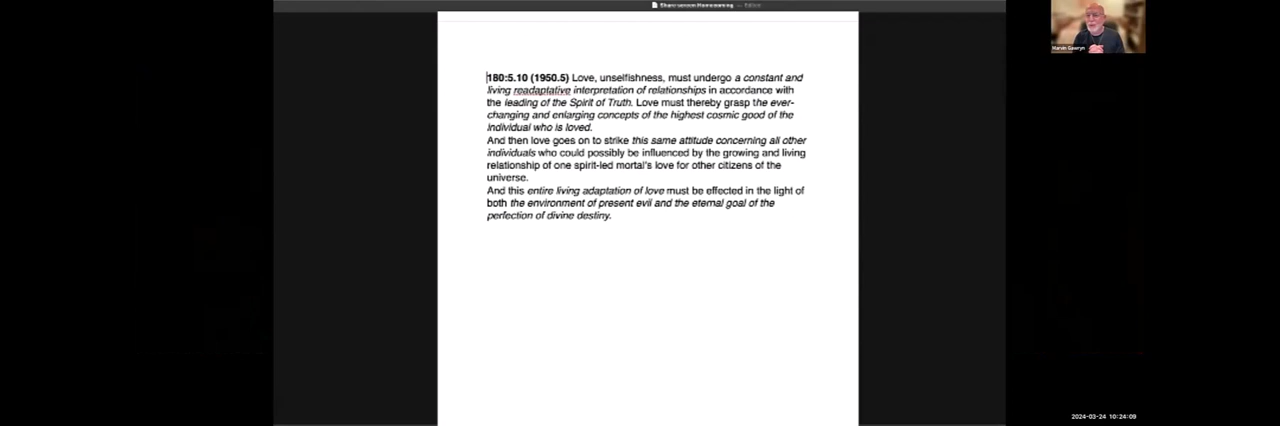 Share-screen Homecoming — Edited
Marvin Gawryn
180:5.10 (1950.5) Love, unselfishness, must undergo a constant and
living readaptative interpretation of relationships in accordance with
the leading of the Spirit of Truth. Love must thereby grasp the ever-
changing and enlarging concepts of the highest cosmic good of the
individual who is loved.
And then love goes on to strike this same attitude concerning all other
individuals who could possibly be influenced by the growing and living
relationship of one spirit-led mortal's love for other citizens of the
universe.
And this entire living adaptation of love must be effected in the light of
both the environment of present evil and the eternal goal of the
perfection of divine destiny.
2024-03-24 10:24:09